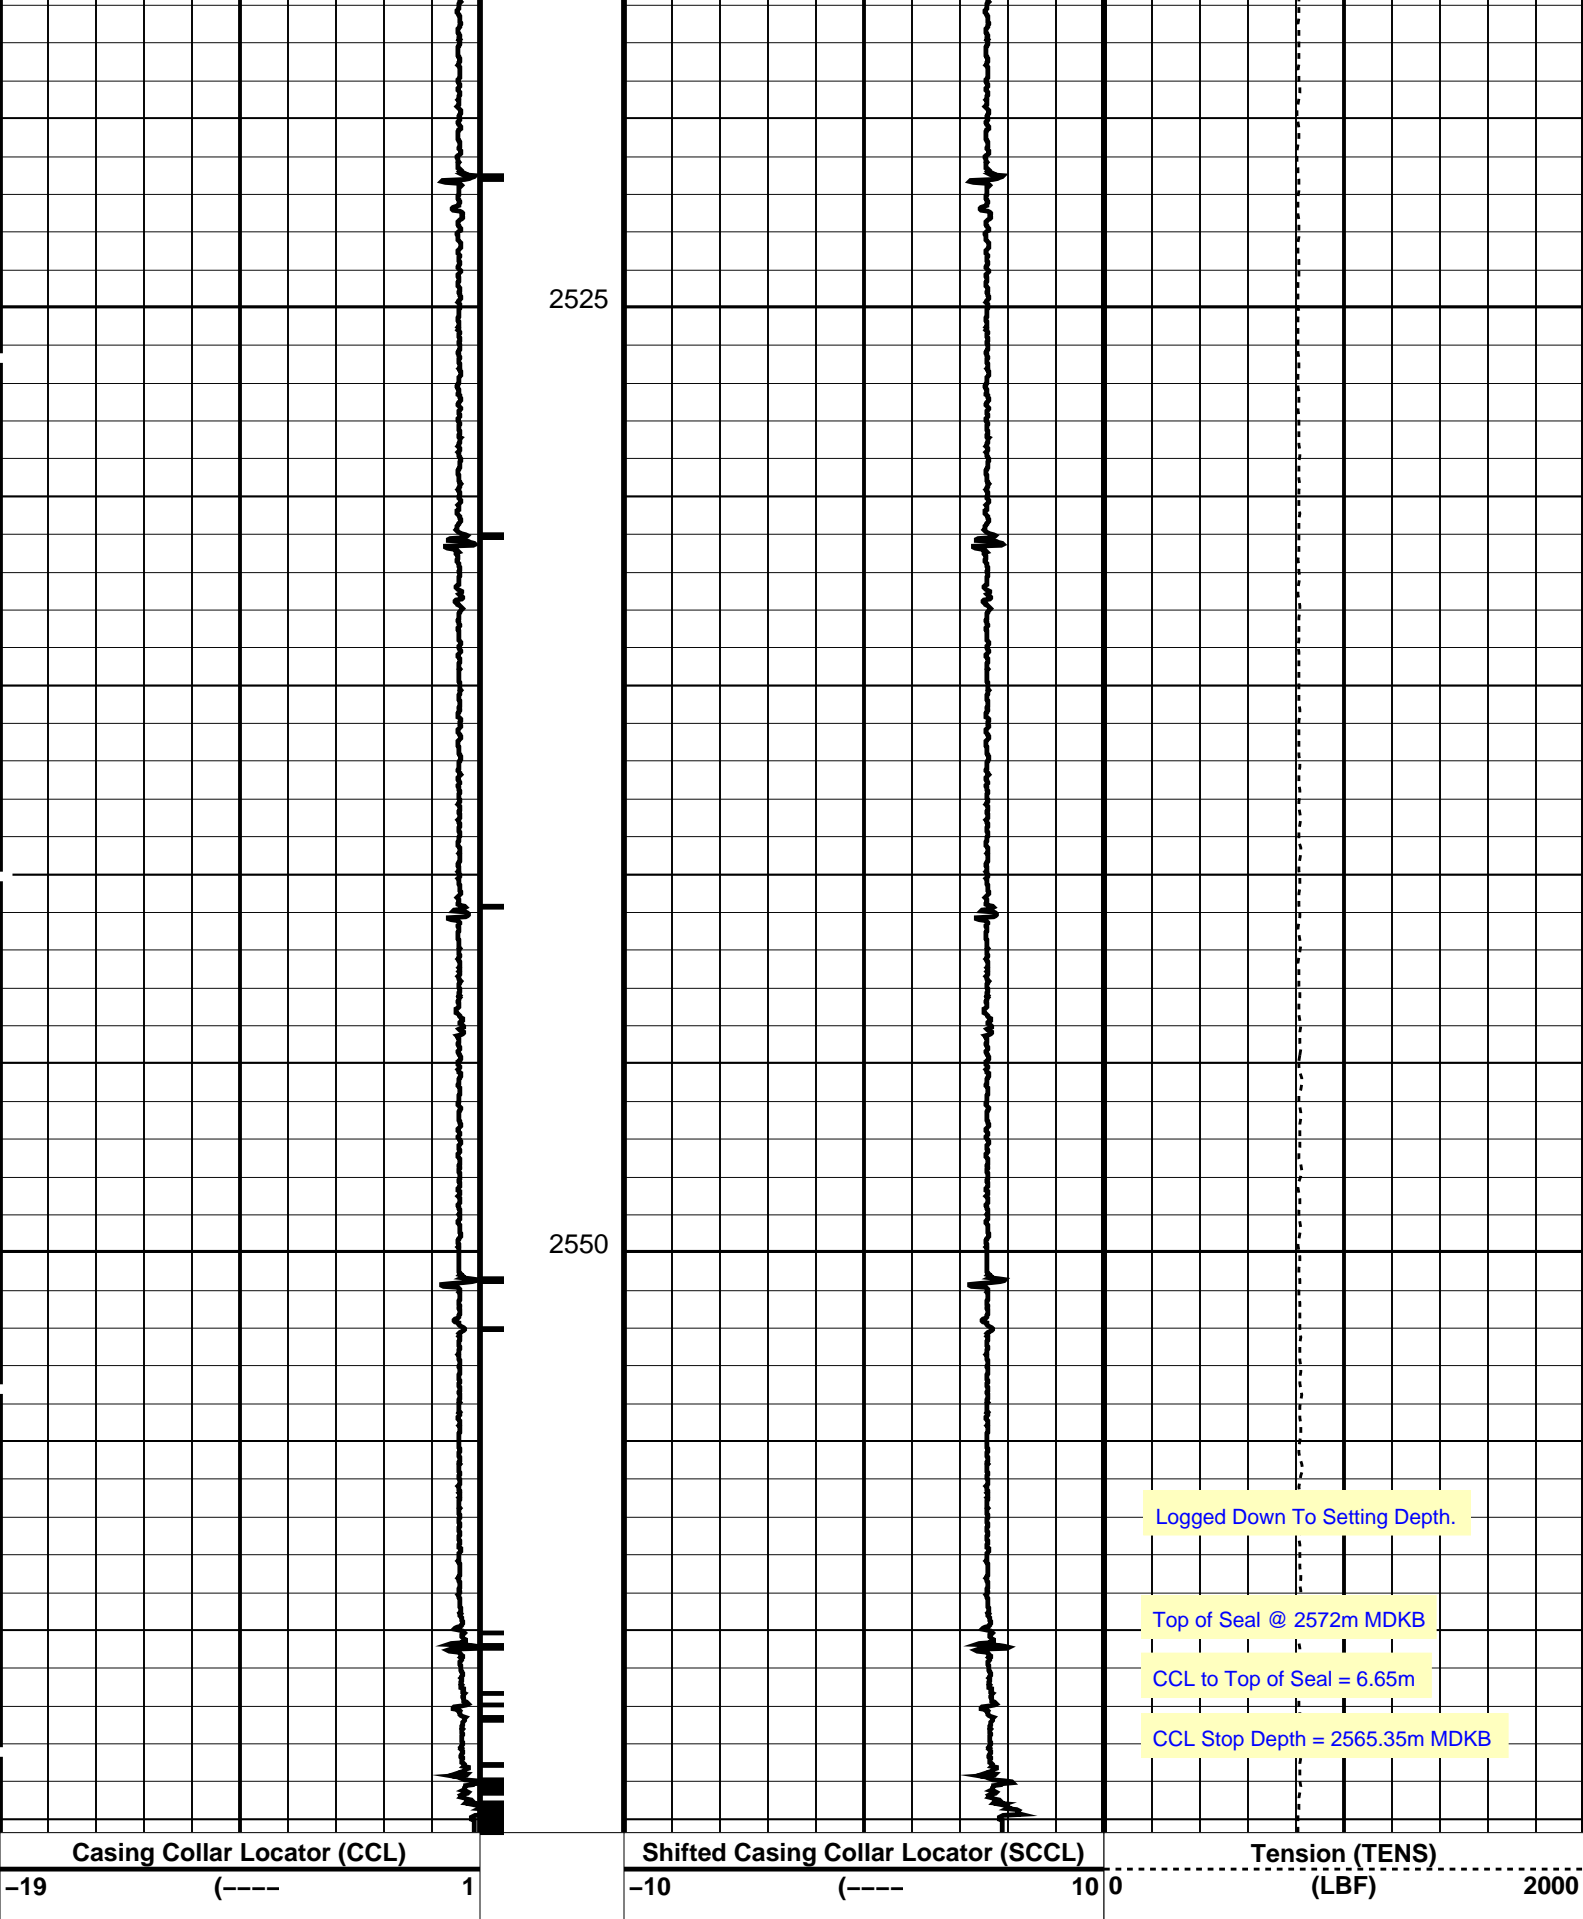 2525
2550
Logged Down To Setting Depth.
Top of Seal @ 2572m MDKB
CCL to Top of Seal = 6.65m
CCL Stop Depth = 2565.35m MDKB
Casing Collar Locator (CCL)
−19 (−−−− 1
Shifted Casing Collar Locator (SCCL)
−10 (−−−− 10
Tension (TENS)
0 (LBF) 2000